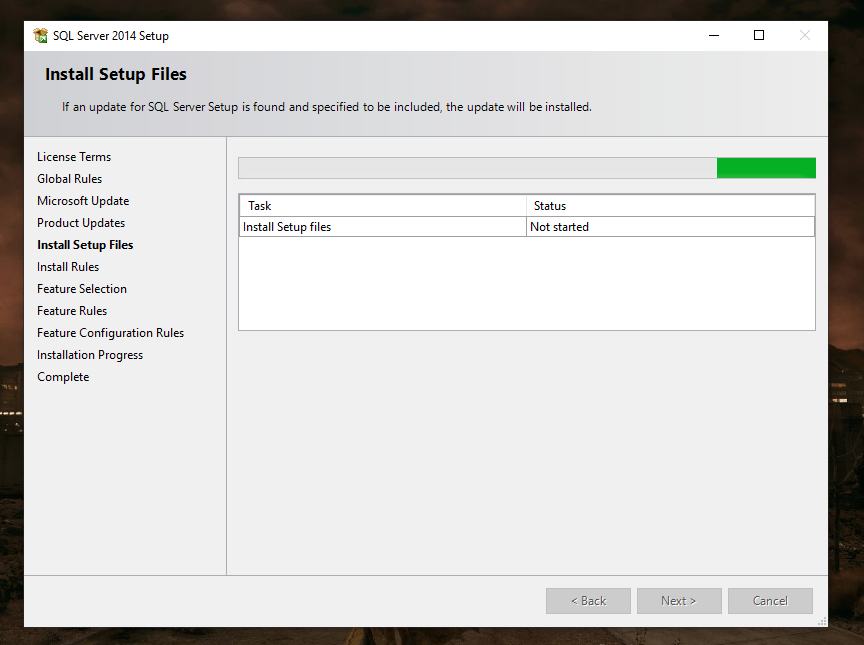 SQL Server 2014 Setup
Install Setup Files
If an update for SQL Server Setup is found and specified to be included, the update will be installed.
License Terms
Global Rules
Microsoft Update
Product Updates
Install Setup Files
Install Rules
Feature Selection
Feature Rules
Feature Configuration Rules
Installation Progress
Complete
Task Status
Install Setup files Not started
< Back Next > Cancel